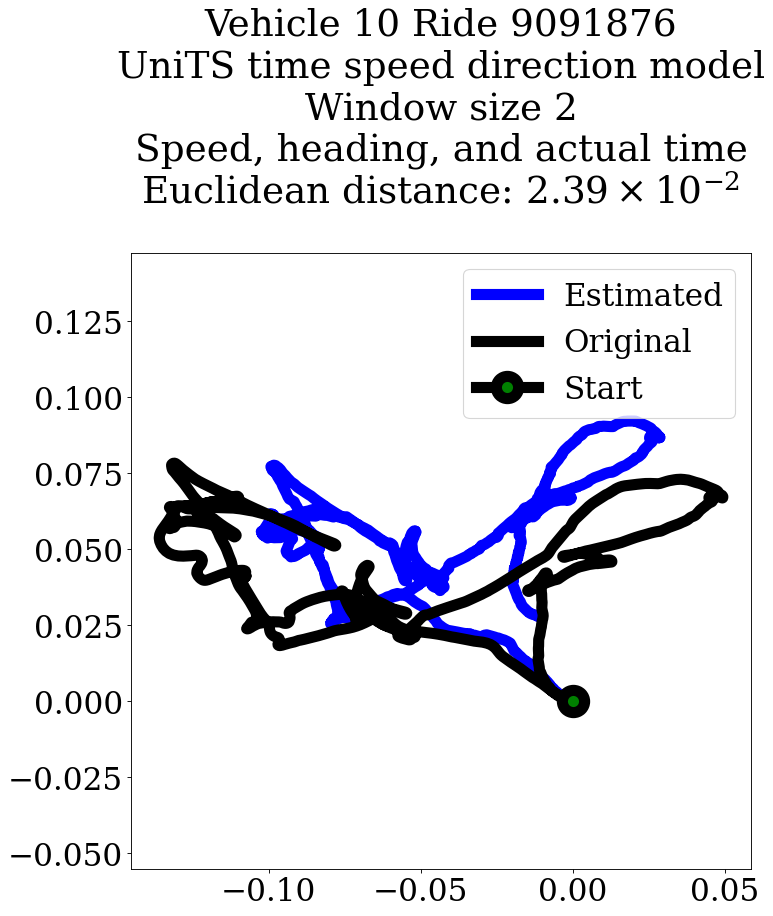 Vehicle 10 Ride 9091876
UniTS time speed direction model
Window size 2
Speed, heading, and actual time
Euclidean distance: 2.39 × 10⁻²
Estimated
Original
Start
0.125
0.100
0.075
0.050
0.025
0.000
−0.025
−0.050
−0.10 −0.05 0.00 0.05